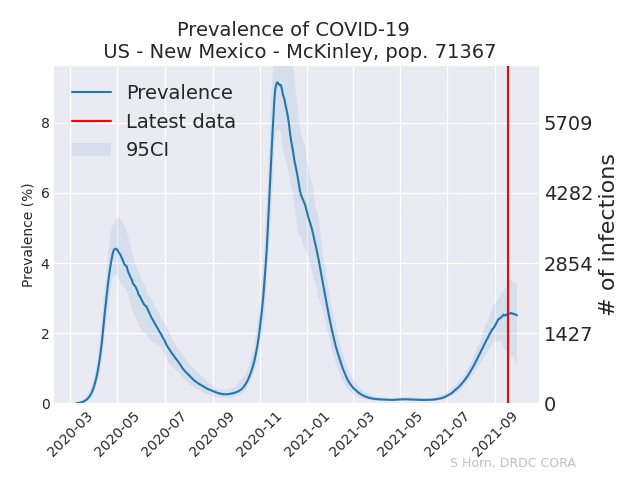 Prevalence of COVID-19
US - New Mexico - McKinley, pop. 71367
Prevalence
Latest data
95CI
Prevalence (%)
8
6
4
2
0
5709
4282
2854
1427
0
# of infections
2020-03
2020-05
2020-07
2020-09
2020-11
2021-01
2021-03
2021-05
2021-07
2021-09
S Horn, DRDC CORA